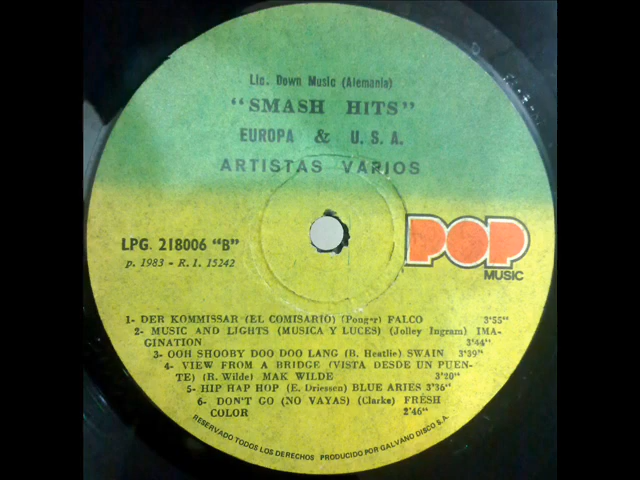 Lic. Down Music (Alemania)
"SMASH HITS"
EUROPA & U. S. A.
ARTISTAS VARIOS
LPG. 218006 "B"
p. 1983 - R. I. 15242
POP
MUSIC
1- DER KOMMISSAR (EL COMISARIO) (Ponger) FALCO 3'55"
2- MUSIC AND LIGHTS (MUSICA Y LUCES) (Jolley Ingram) IMA-
GINATION 3'44"
3- OOH SHOOBY DOO DOO LANG (B. Heatlie) SWAIN 3'39"
4- VIEW FROM A BRIDGE (VISTA DESDE UN PUEN-
TE) (R. Wilde) MAK WILDE 3'20"
5- HIP HAP HOP (E. Driessen) BLUE ARIES 3'36"
6- DON'T GO (NO VAYAS) (Clarke) FRESH
COLOR 2'46"
RESERVADO TODOS LOS DERECHOS PRODUCIDO POR GALVANO DISCO S.A.